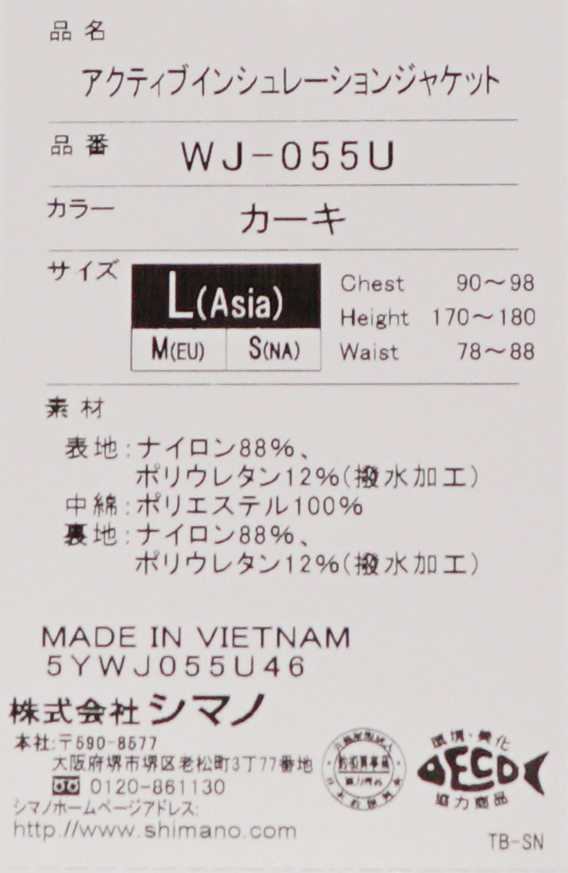 品名
アクティブインシュレーションジャケット
品番 WJ-055U
カラー カーキ
サイズ L(Asia) Chest 90〜98
Height 170〜180
M(EU) S(NA) Waist 78〜88
素材
表地:ナイロン88%、
ポリウレタン12%(撥水加工)
中綿:ポリエステル100%
裏地:ナイロン88%、
ポリウレタン12%(撥水加工)
MADE IN VIETNAM
5YWJ055U46
株式会社シマノ
本社:〒590-8577
大阪府堺市堺区老松町3丁77番地
0120-861130
シマノホームページアドレス:
http://www.shimano.com
環境・美化
ECO
協力商品
TB-SN